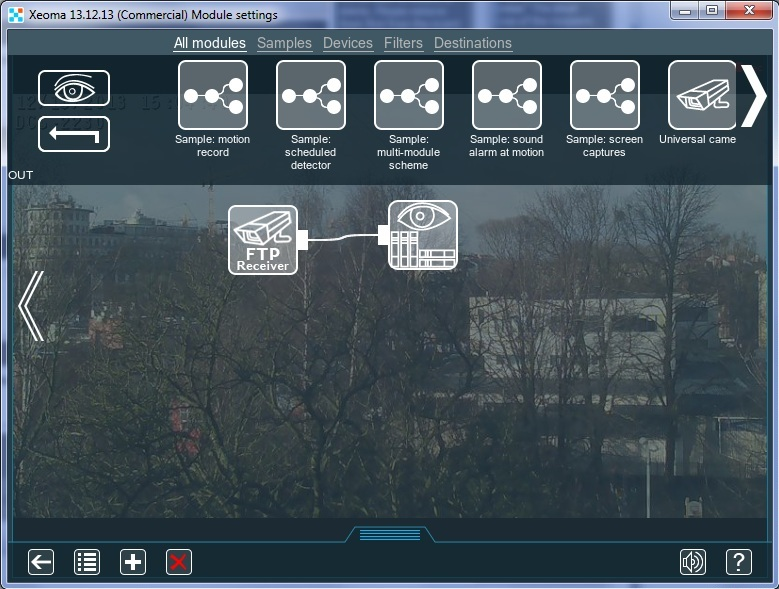 Xeoma 13.12.13 (Commercial) Module settings
All modules Samples Devices Filters Destinations
Sample: motion
record
Sample:
scheduled
detector
Sample:
multi-module
scheme
Sample: sound
alarm at motion
Sample: screen
captures
Universal came
OUT
FTP
Receiver
?